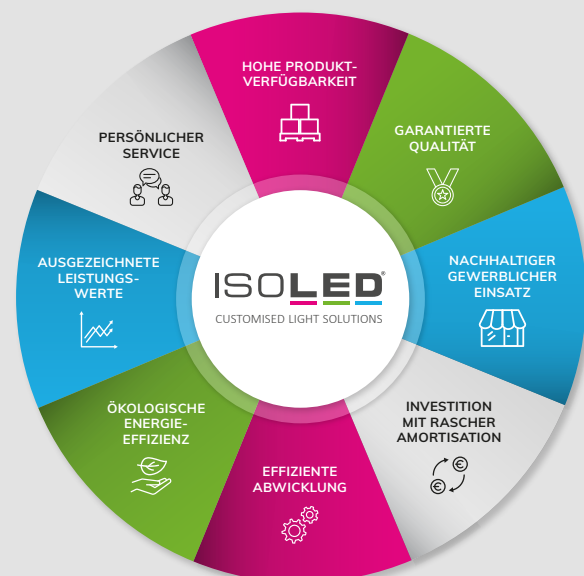 HOHE PRODUKT-
VERFÜGBARKEIT
GARANTIERTE
QUALITÄT
NACHHALTIGER
GEWERBLICHER
EINSATZ
INVESTITION
MIT RASCHER
AMORTISATION
EFFIZIENTE
ABWICKLUNG
ÖKOLOGISCHE
ENERGIE-
EFFIZIENZ
AUSGEZEICHNETE
LEISTUNGS-
WERTE
PERSÖNLICHER
SERVICE
ISOLED®
CUSTOMISED LIGHT SOLUTIONS